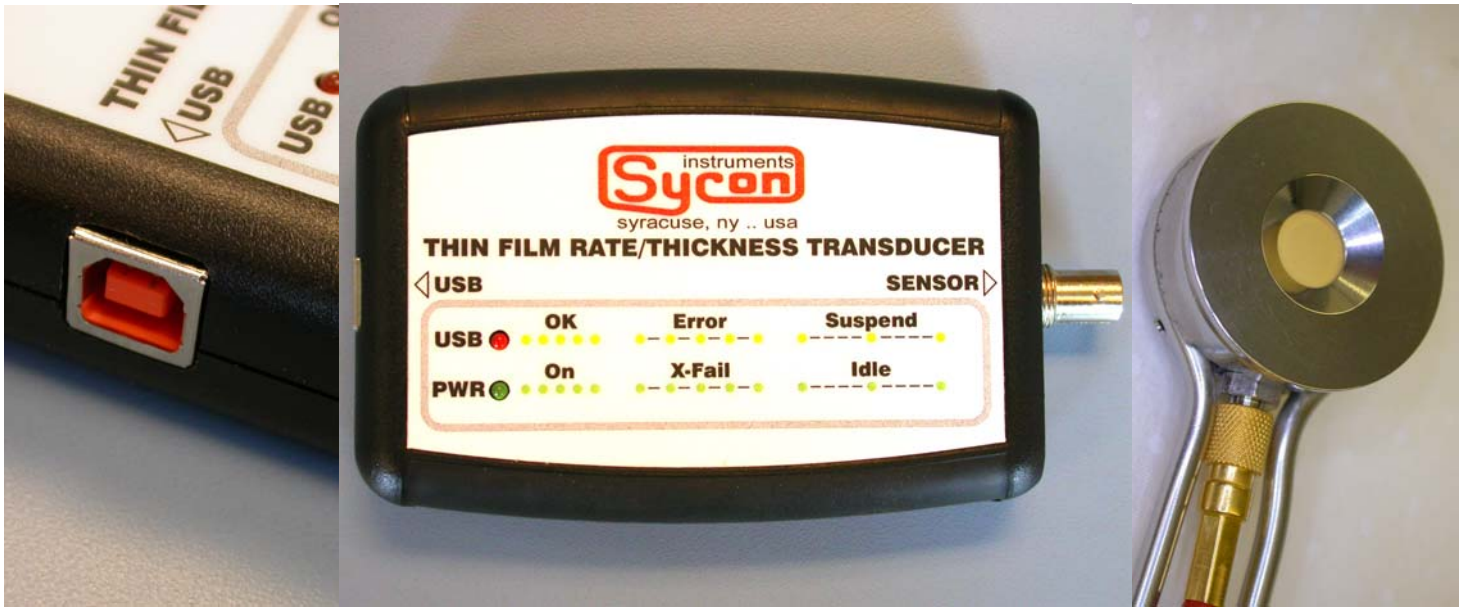 THIN FIL
USB
USB
instruments
Sycon
syracuse, ny .. usa
THIN FILM RATE/THICKNESS TRANSDUCER
USB
SENSOR
USB OK Error Suspend
PWR On X-Fail Idle